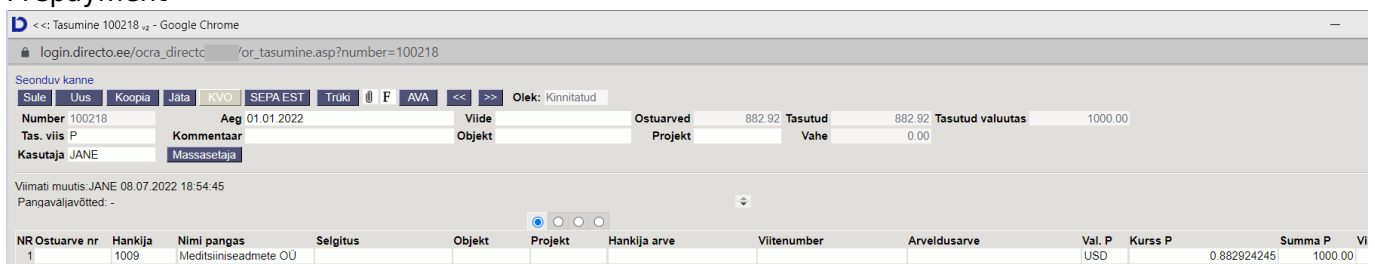 Prepayment
<<: Tasumine 100218 v2 - Google Chrome
login.directo.ee/ocra_directo /or_tasumine.asp?number=100218
Seonduv kanne
Sule Uus Koopia Jäta KVO SEPA EST Trüki F AVA << >> Olek: Kinnitatud
Number 100218 Aeg 01.01.2022 Viide Ostuarved 882.92 Tasutud 882.92 Tasutud valuutas 1000.00
Tas. viis P Kommentaar Objekt Projekt Vahe 0.00
Kasutaja JANE Massasetaja
Viimati muutis:JANE 08.07.2022 18:54:45
Pangaväljavõtted: -
NR Ostuarve nr Hankija Nimi pangas Selgitus Objekt Projekt Hankija arve Viitenumber Arveldusarve Val. P Kurss P Summa P Vi
1 1009 Meditsiiniseadmete OÜ USD 0.882924245 1000.00